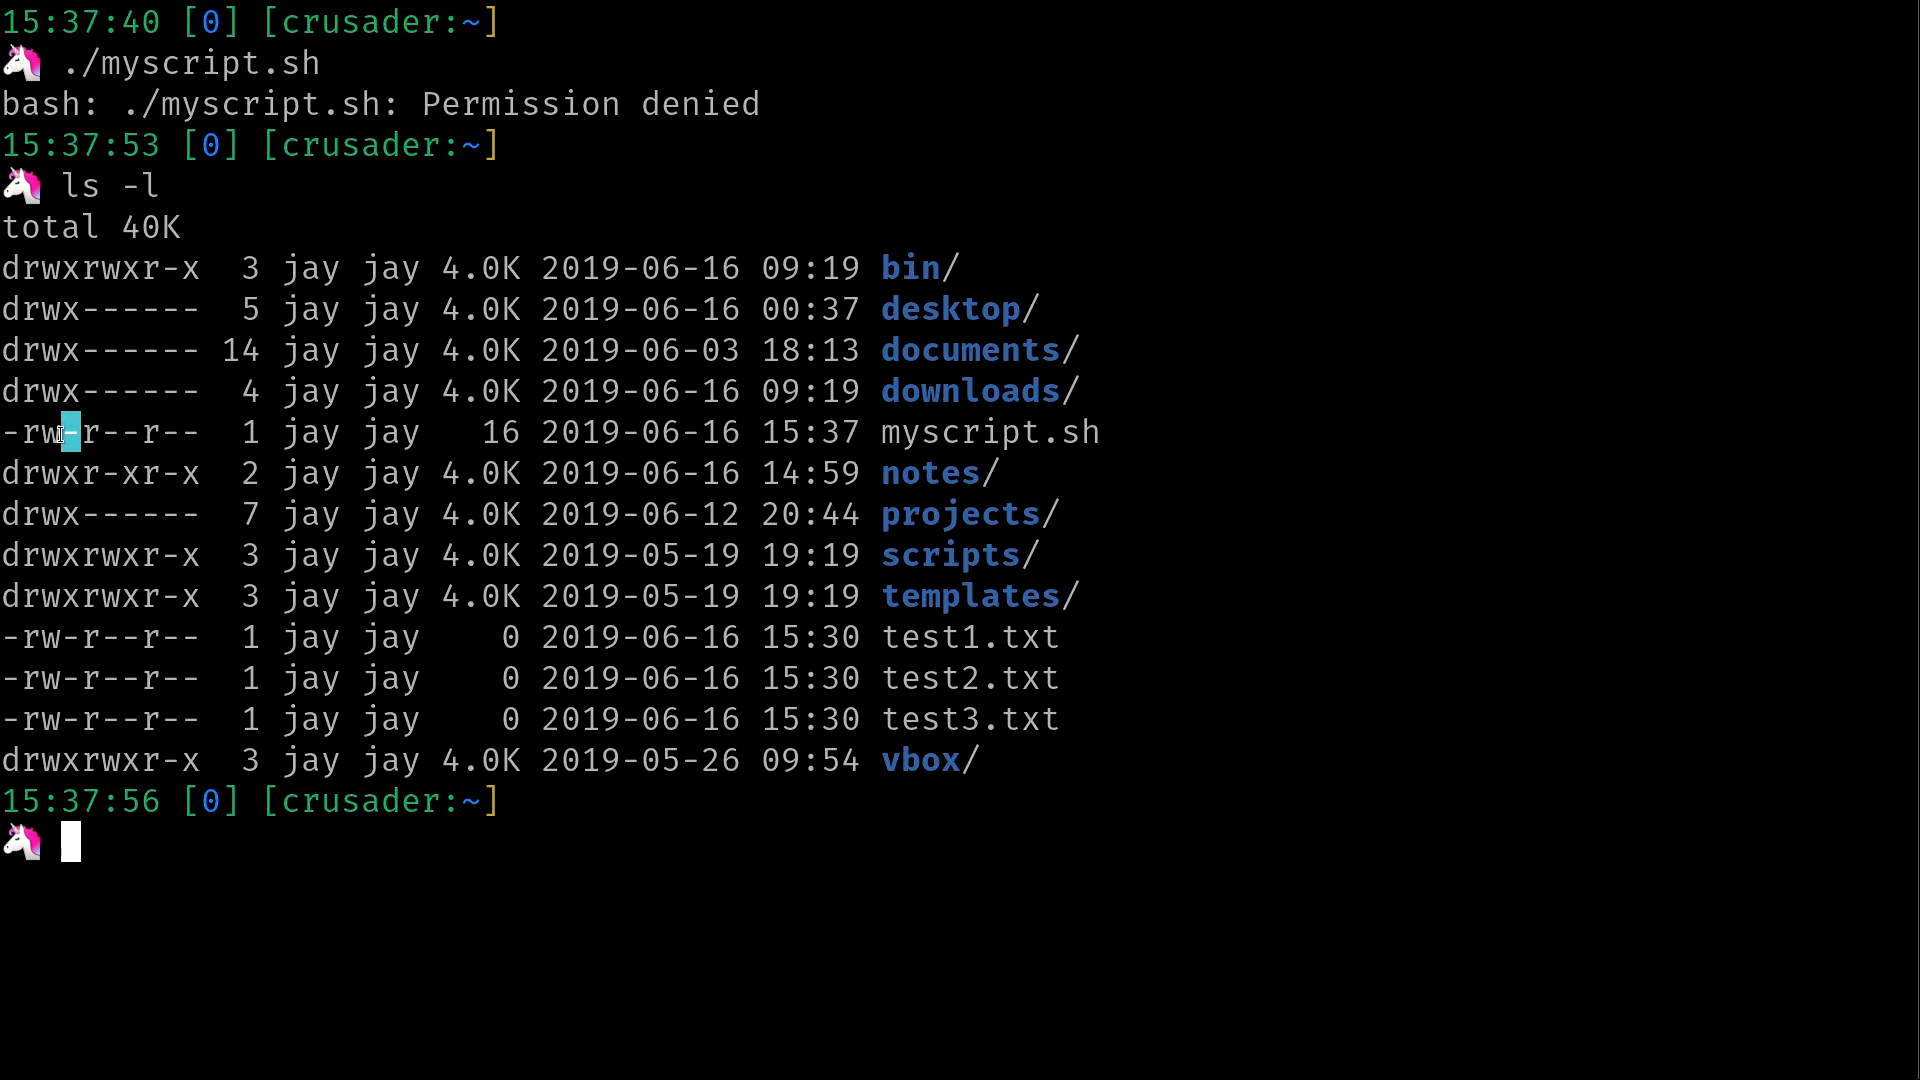 15:37:40 [0] [crusader:~]
🦄 ./myscript.sh
bash: ./myscript.sh: Permission denied
15:37:53 [0] [crusader:~]
🦄 ls -l
total 40K
drwxrwxr-x  3 jay jay 4.0K 2019-06-16 09:19 bin/
drwx------  5 jay jay 4.0K 2019-06-16 00:37 desktop/
drwx------ 14 jay jay 4.0K 2019-06-03 18:13 documents/
drwx------  4 jay jay 4.0K 2019-06-16 09:19 downloads/
-rw-r--r--  1 jay jay   16 2019-06-16 15:37 myscript.sh
drwxr-xr-x  2 jay jay 4.0K 2019-06-16 14:59 notes/
drwx------  7 jay jay 4.0K 2019-06-12 20:44 projects/
drwxrwxr-x  3 jay jay 4.0K 2019-05-19 19:19 scripts/
drwxrwxr-x  3 jay jay 4.0K 2019-05-19 19:19 templates/
-rw-r--r--  1 jay jay    0 2019-06-16 15:30 test1.txt
-rw-r--r--  1 jay jay    0 2019-06-16 15:30 test2.txt
-rw-r--r--  1 jay jay    0 2019-06-16 15:30 test3.txt
drwxrwxr-x  3 jay jay 4.0K 2019-05-26 09:54 vbox/
15:37:56 [0] [crusader:~]
🦄